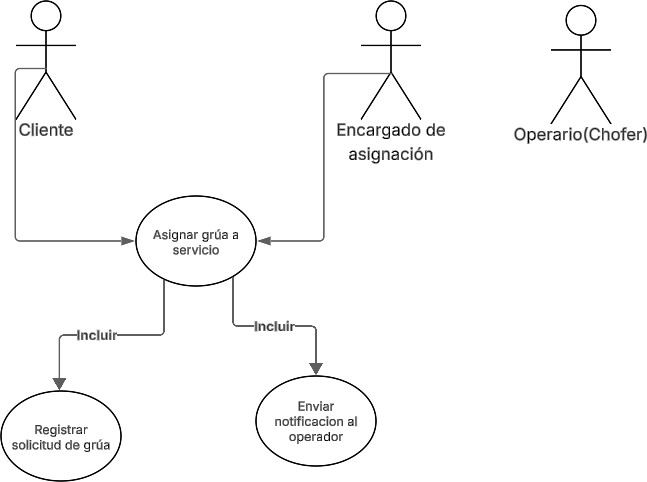 Cliente
Encargado de
asignación
Operario(Chofer)
Asignar grúa a
servicio
Incluir
Incluir
Registrar
solicitud de grúa
Enviar
notificacion al
operador